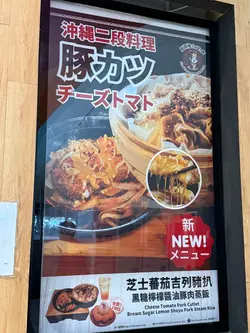 沖縄二段料理
豚カツ
チーズトマト
新
NEW!
メニュー
芝士蕃茄吉列豬扒
黑糖檸檬醬油豚肉蒸飯
Cheese Tomato Pork Cutlet
Brown Sugar Lemon Shoyu Pork Steam Rice